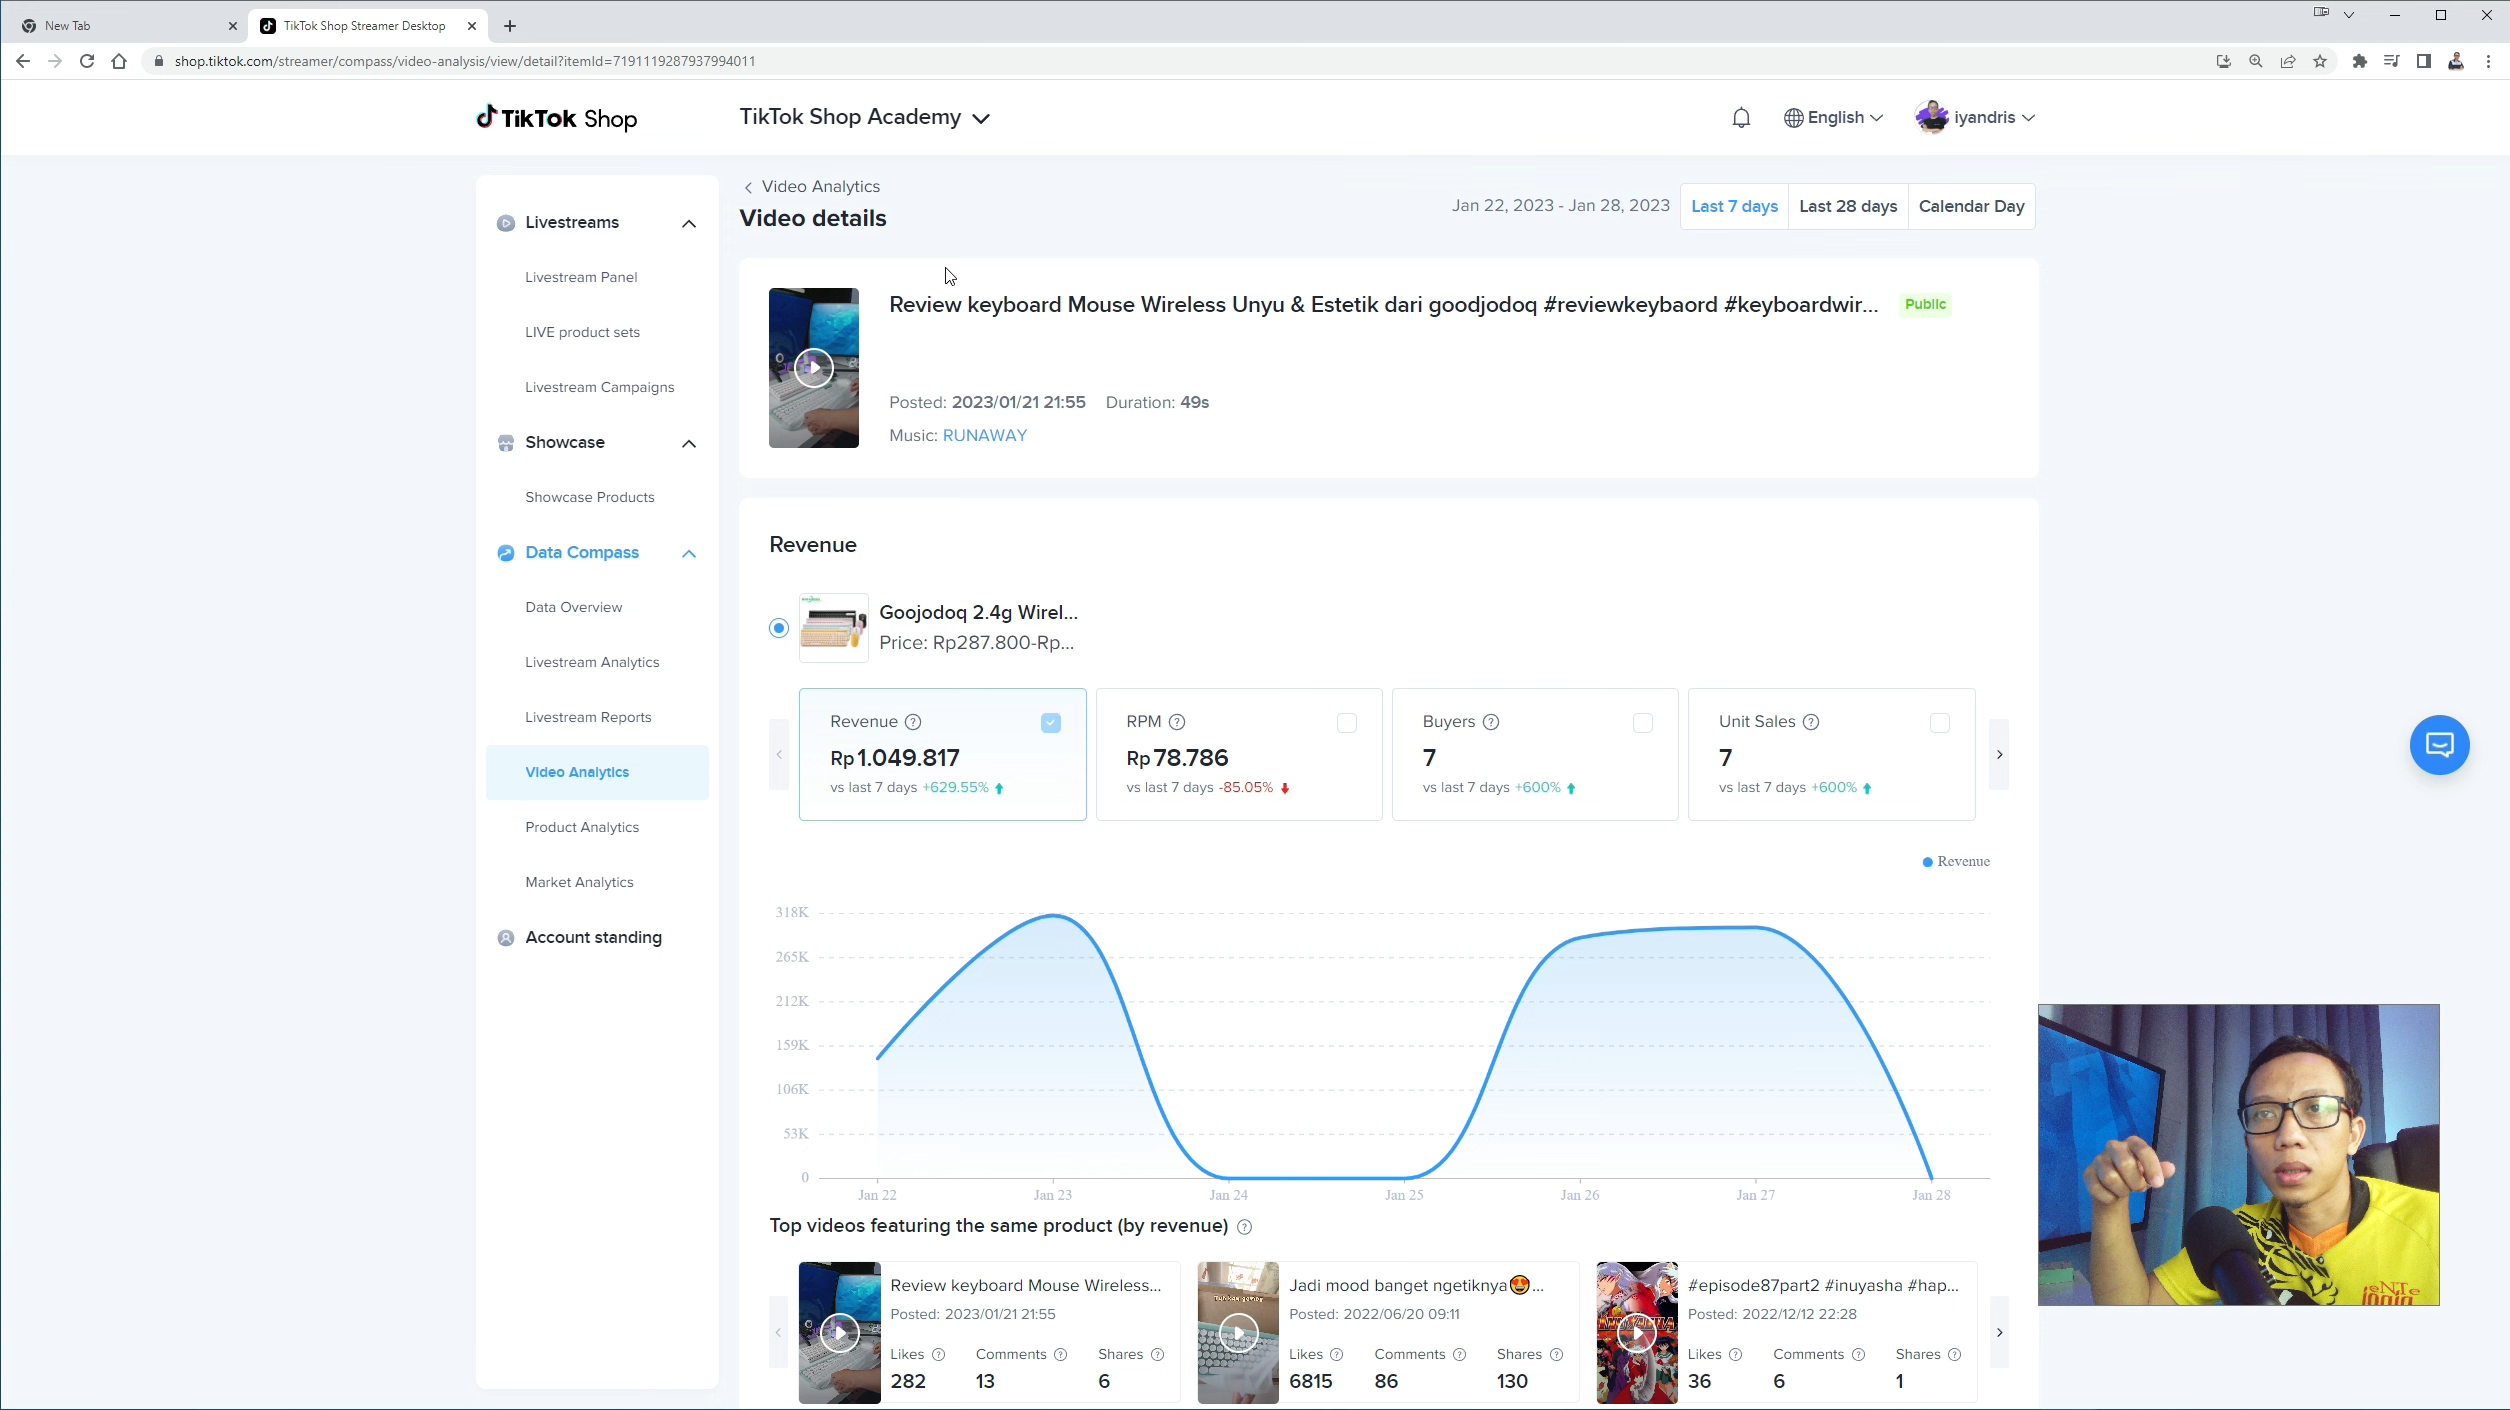 New Tab
TikTok Shop Streamer Desktop
shop.tiktok.com/streamer/compass/video-analysis/view/detail?itemId=7191119287937994011
TikTok Shop
TikTok Shop Academy
English
iyandris
Livestreams
Livestream Panel
LIVE product sets
Livestream Campaigns
Showcase
Showcase Products
Data Compass
Data Overview
Livestream Analytics
Livestream Reports
Video Analytics
Product Analytics
Market Analytics
Account standing
Video Analytics
Video details
Jan 22, 2023 - Jan 28, 2023
Last 7 days
Last 28 days
Calendar Day
Review keyboard Mouse Wireless Unyu & Estetik dari goodjodoq #reviewkeybaord #keyboardwir...
Public
Posted: 2023/01/21 21:55 Duration: 49s
Music: RUNAWAY
Revenue
Goojodoq 2.4g Wirel...
Price: Rp287.800-Rp...
Revenue
Rp1.049.817
vs last 7 days +629.55%
RPM
Rp78.786
vs last 7 days -85.05%
Buyers
7
vs last 7 days +600%
Unit Sales
7
vs last 7 days +600%
Revenue
318K
265K
212K
159K
106K
53K
0
Jan 22 Jan 23 Jan 24 Jan 25 Jan 26 Jan 27 Jan 28
Top videos featuring the same product (by revenue)
Review keyboard Mouse Wireless...
Posted: 2023/01/21 21:55
Likes Comments Shares
282 13 6
Jadi mood banget ngetiknya😍...
Posted: 2022/06/20 09:11
Likes Comments Shares
6815 86 130
#episode87part2 #inuyasha #hap...
Posted: 2022/12/12 22:28
Likes Comments Shares
36 6 1